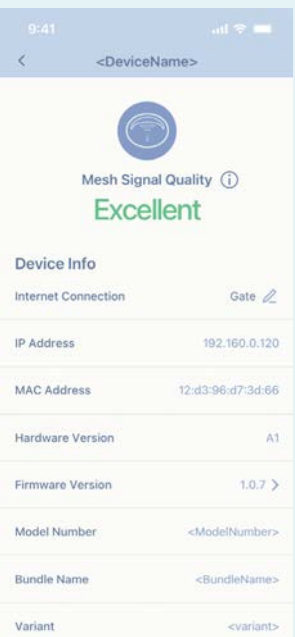 9:41
<DeviceName>
Mesh Signal Quality
Excellent
Device Info
Internet Connection Gate
IP Address 192.160.0.120
MAC Address 12:d3:96:d7:3d:66
Hardware Version A1
Firmware Version 1.0.7
Model Number <ModelNumber>
Bundle Name <BundleName>
Variant <variant>